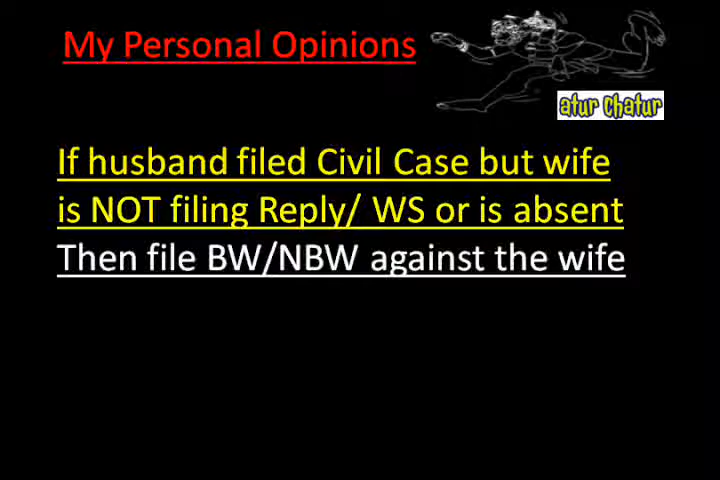 My Personal Opinions
atur chatur
If husband filed Civil Case but wife
is NOT filing Reply/ WS or is absent
Then file BW/NBW against the wife